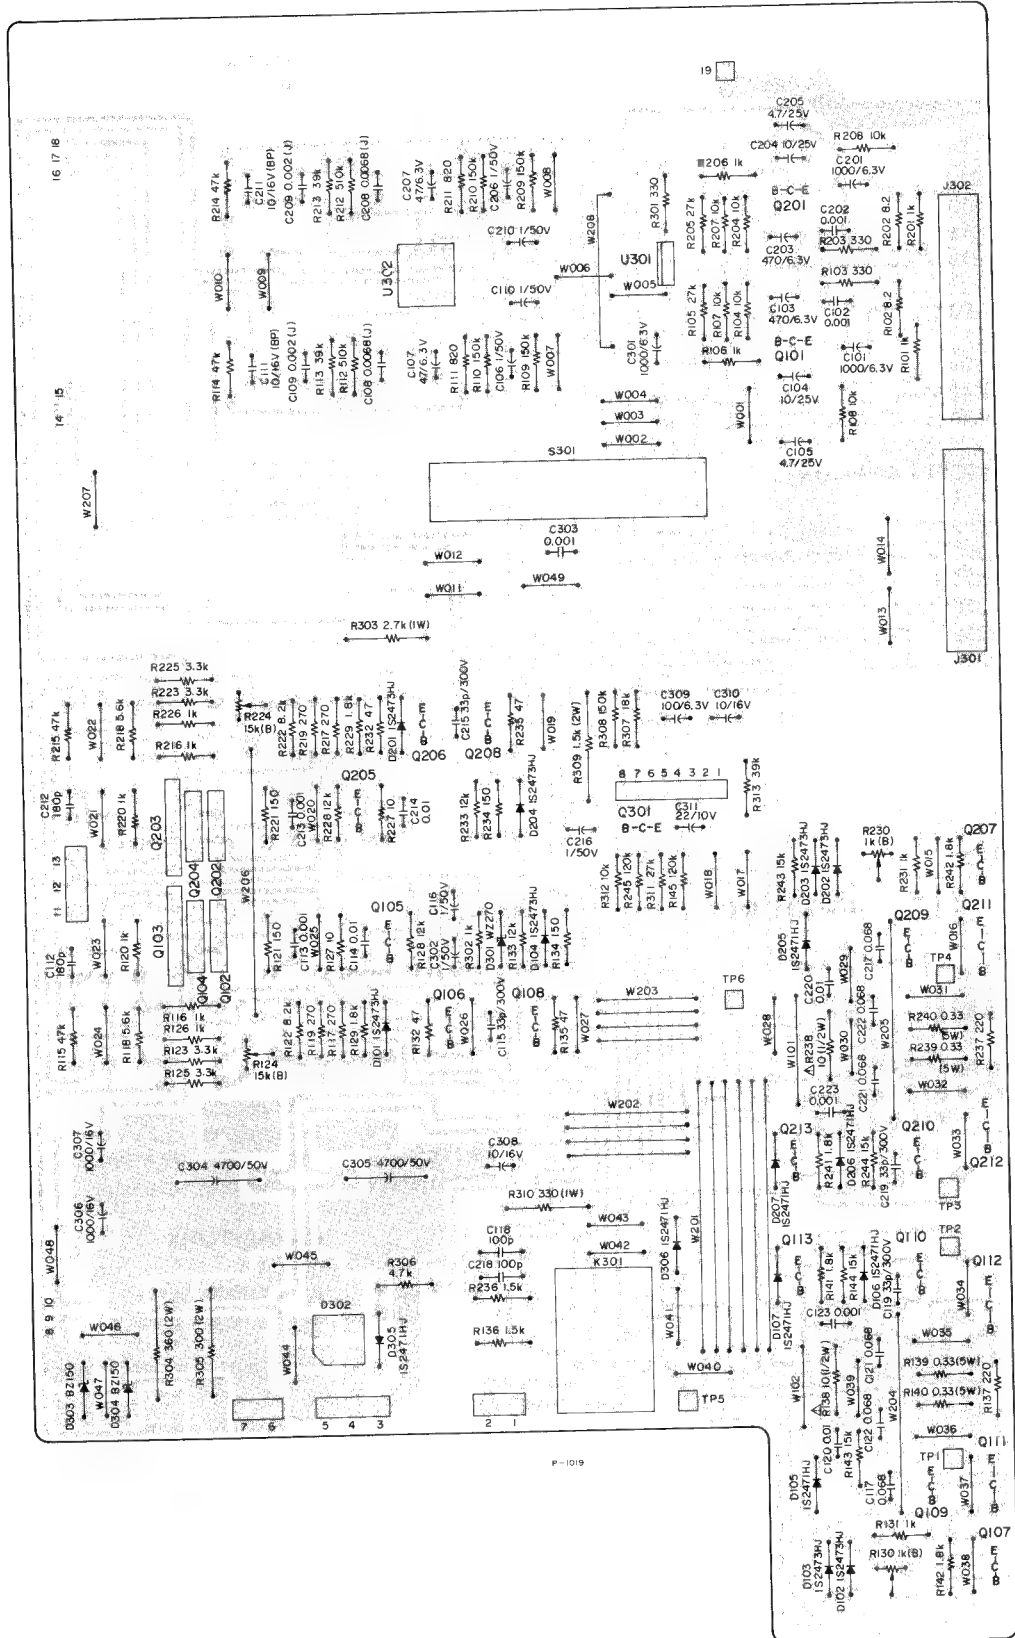 19
C205
4.7/25V
C204 10/25V
R208 10k
C201
1000/6.3V
206 1k
16 17 18
R214 47k
C211
10/16V(BP)
C209 0.002(J)
R213 39k
R212 510k
C208 0.0068(J)
C207
47/6.3V
R211 820
R210 150k
C206 1/50V
R209 150k
W008
W208
R301 330
R205 27k
R207 10k
R204 10k
B-C-E
Q201
C202
0.001
R203 330
R202 8.2
R201 1k
J302
C210 1/50V
C203
470/6.3V
U301
U302
W010
W009
W006
W005
R103 330
C110 1/50V
R105 27k
R107 10k
R104 10k
C103
470/6.3V
C102
0.001
R102 8.2
R101 1k
B-C-E
Q101
C101
1000/6.3V
R106 1k
C301
100/6.3V
R114 47k
C111
10/16V(BP)
C109 0.002(J)
R113 39k
R112 510k
C108 0.0068(J)
C107
47/6.3V
R111 820
R110 150k
C106 1/50V
R109 150k
W007
C104
10/25V
14 15
W004
W003
W002
W001
R108 10k
C105
4.7/25V
S301
W207
C303
0.001
W012
W011
W049
W014
W013
R303 2.7k(1W)
J301
R225 3.3k
R223 3.3k
R226 1k
R216 1k
R215 47k
W022
R218 5.6k
R224
15k(B)
R222 8.2k
R219 270
R217 270
R229 1.8k
R232 47
D201 1S2473HJ
E-C-B
Q206
C215 33p/300V
E-C-B
Q208
R235 47
W019
R309 1.5k(2W)
R308 150k
R307 18k
C309
100/6.3V
C310
10/16V
8 7 6 5 4 3 2 1
Q301
B-C-E
C311
22/10V
R313 39k
C212
180p
W021
R220 1k
Q203
Q204
Q202
R221 150
C213 0.001
W020
R228 12k
Q205
E-C-B
R227 10
C214
0.01
R233 12k
R234 150
D204 1S2473HJ
C216
1/50V
11 12 13
Q103
Q104
Q102
W206
R312 10k
R245 120k
R311 27k
R145 120k
W018
W017
R243 15k
D203 1S2473HJ
D202 1S2473HJ
R230
1k(B)
R231 1k
W015
R242 1.8k
Q207
E-C-B
C112
180p
W023
R120 1k
R121 150
C113 0.001
W025
R127 10
C114 0.01
Q105
E-C-B
R128 12k
C116
1/50V
C302
1/50V
R302 1k
D301 WZ270
R133 12k
D104 1S2473HJ
R134 150
D205
1S2471HJ
C220
0.01
W029
C217 0.068
Q209
E-C-B
W016
Q211
E-C-B
TP4
TP6
R115 47k
W024
R118 5.6k
R116 1k
R126 1k
R123 3.3k
R125 3.3k
R124
15k(B)
R122 8.2k
R119 270
R117 270
R129 1.8k
D101 1S2473HJ
R132 47
Q106
E-C-B
W026
C115 33p/300V
Q108
E-C-B
R135 47
W027
W203
W028
W101
R238
10(1/2W)
W030
C222 0.068
C221 0.068
W205
W031
R240 0.33
(5W)
R239 0.33
(5W)
W032
R237 220
C223
0.001
W202
C307
1000/16V
C304 4700/50V
C305 4700/50V
C308
10/16V
Q213
E-C-B
R241 1.8k
D206 1S2471HJ
R244 15k
C219 33p/300V
Q210
E-C-B
W033
E-C-B
Q212
D207
1S2471HJ
TP3
C306
1000/16V
R310 330(1W)
W043
W042
W201
D306 1S2471HJ
C118
100p
C218 100p
R236 1.5k
K301
W048
W045
R306
4.7k
TP2
Q113
E-C-B
R141 1.8k
R144 15k
D106 1S2471HJ
C119 33p/300V
Q110
E-C-B
W034
Q112
E-C-B
D107
1S2471HJ
C123 0.001
8 9 10
W046
D302
D305
1S2471HJ
R136 1.5k
W041
W040
W035
R139 0.33(5W)
R140 0.33(5W)
R137 220
W036
D303 BZ150
W047
D304 BZ150
R304 360(2W)
R305 300(2W)
W044
W102
R138 10(1/2W)
W039
C121 0.068
C122 0.068
W204
TP5
7 6
5 4 3
2 1
C120 0.01
R143 15k
TP1
Q111
E-C-B
P-1019
D105
1S2471HJ
C117
0.068
E-C-B
Q109
W037
R131 1k
R130 1k(B)
D103
1S2473HJ
D102 1S2473HJ
R142 1.8k
W038
Q107
E-C-B